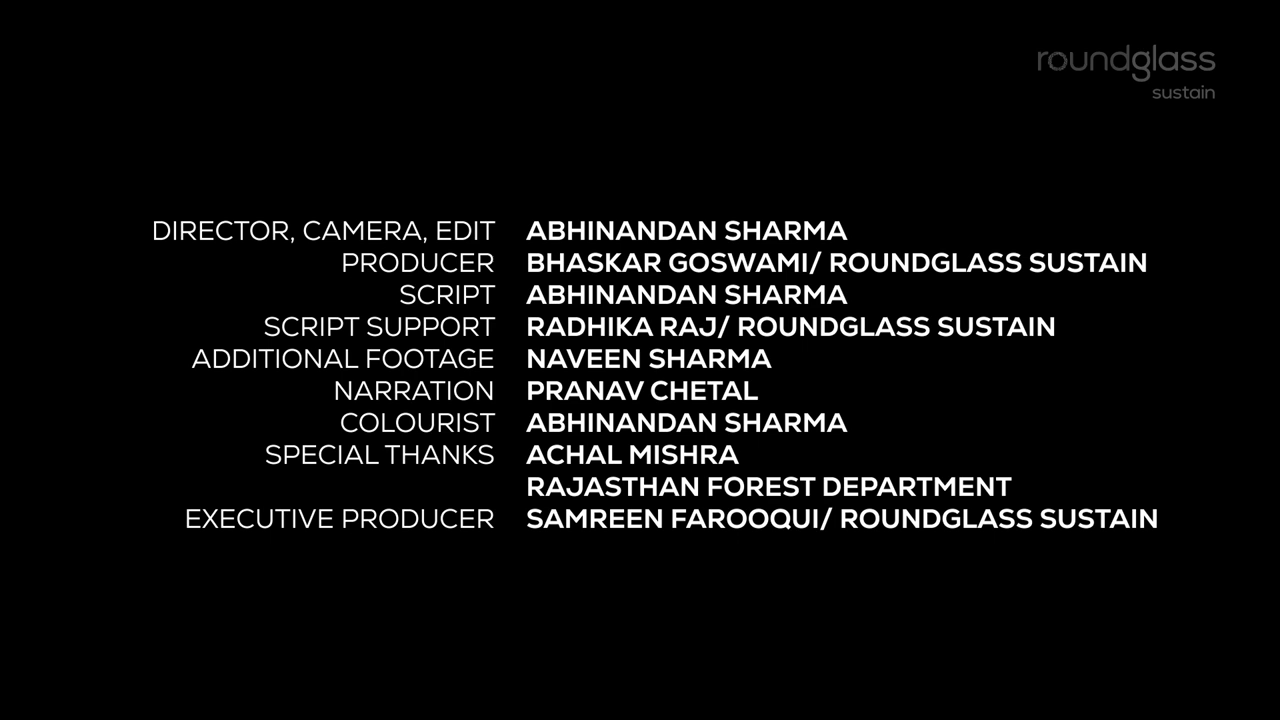 roundglass
sustain
DIRECTOR, CAMERA, EDIT ABHINANDAN SHARMA
PRODUCER BHASKAR GOSWAMI/ ROUNDGLASS SUSTAIN
SCRIPT ABHINANDAN SHARMA
SCRIPT SUPPORT RADHIKA RAJ/ ROUNDGLASS SUSTAIN
ADDITIONAL FOOTAGE NAVEEN SHARMA
NARRATION PRANAV CHETAL
COLOURIST ABHINANDAN SHARMA
SPECIAL THANKS ACHAL MISHRA
RAJASTHAN FOREST DEPARTMENT
EXECUTIVE PRODUCER SAMREEN FAROOQUI/ ROUNDGLASS SUSTAIN